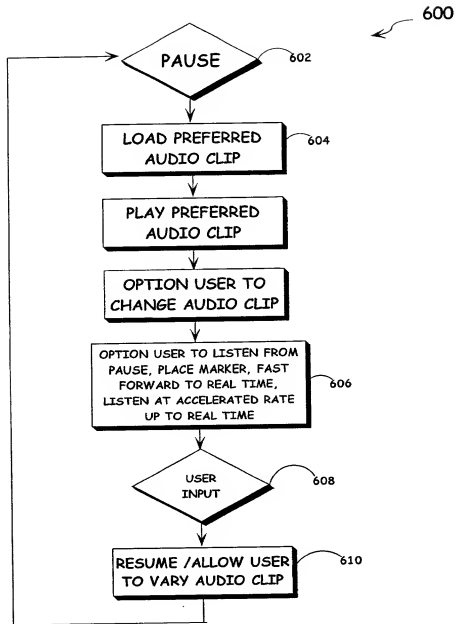 600
PAUSE
602
LOAD PREFERRED
AUDIO CLIP
604
PLAY PREFERRED
AUDIO CLIP
OPTION USER TO
CHANGE AUDIO CLIP
OPTION USER TO LISTEN FROM
PAUSE, PLACE MARKER, FAST
FORWARD TO REAL TIME,
LISTEN AT ACCELERATED RATE
UP TO REAL TIME
606
USER
INPUT
608
RESUME /ALLOW USER
TO VARY AUDIO CLIP
610